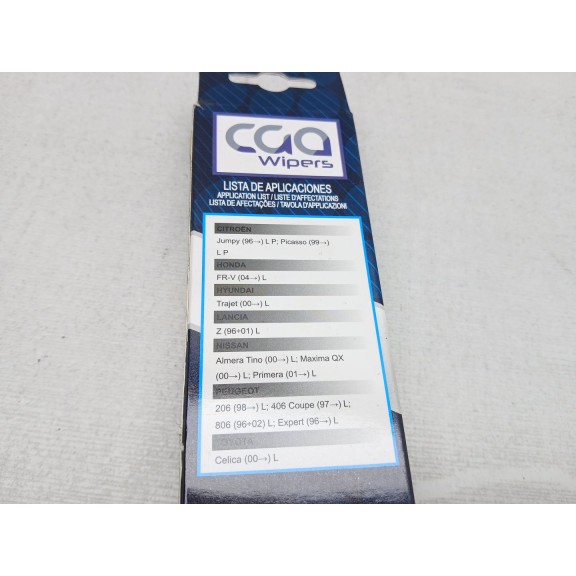 CGA
Wipers
LISTA DE APLICACIONES
APPLICATION LIST / LISTE D'AFFECTATIONS
LISTA DE AFECTAÇÕES / TAVOLA D'APPLICAZIONI
CITROËN
Jumpy (96→) L P; Picasso (99→)
L P
HONDA
FR-V (04→) L
HYUNDAI
Trajet (00→) L
LANCIA
Z (96÷01) L
NISSAN
Almera Tino (00→) L; Maxima QX
(00→) L; Primera (01→) L
PEUGEOT
206 (98→) L; 406 Coupe (97→) L;
806 (96÷02) L; Expert (96→) L
TOYOTA
Celica (00→) L